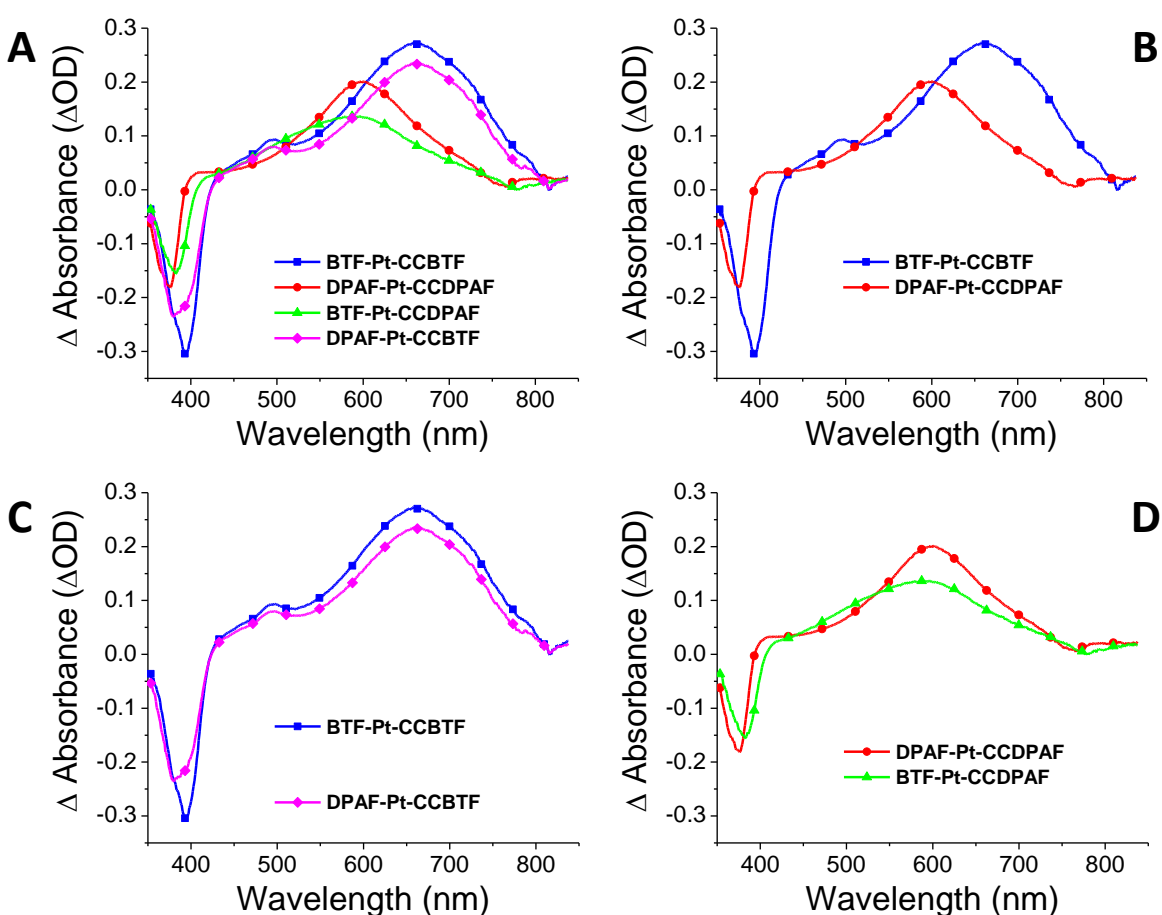 A
Δ Absorbance (ΔOD)
0.3
0.2
0.1
0.0
-0.1
-0.2
-0.3
BTF-Pt-CCBTF
DPAF-Pt-CCDPAF
BTF-Pt-CCDPAF
DPAF-Pt-CCBTF
400 500 600 700 800
Wavelength (nm)
B
Δ Absorbance (ΔOD)
0.3
0.2
0.1
0.0
-0.1
-0.2
-0.3
BTF-Pt-CCBTF
DPAF-Pt-CCDPAF
400 500 600 700 800
Wavelength (nm)
C
Δ Absorbance (ΔOD)
0.3
0.2
0.1
0.0
-0.1
-0.2
-0.3
BTF-Pt-CCBTF
DPAF-Pt-CCBTF
400 500 600 700 800
Wavelength (nm)
D
Δ Absorbance (ΔOD)
0.3
0.2
0.1
0.0
-0.1
-0.2
-0.3
DPAF-Pt-CCDPAF
BTF-Pt-CCDPAF
400 500 600 700 800
Wavelength (nm)